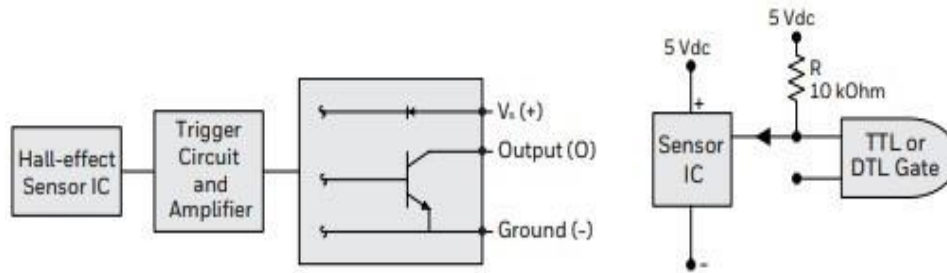 Hall-effect
Sensor IC
Trigger
Circuit
and
Amplifier
Vs (+)
Output (O)
Ground (-)
5 Vdc
+
Sensor
IC
-
5 Vdc
R
10 kOhm
TTL or
DTL Gate